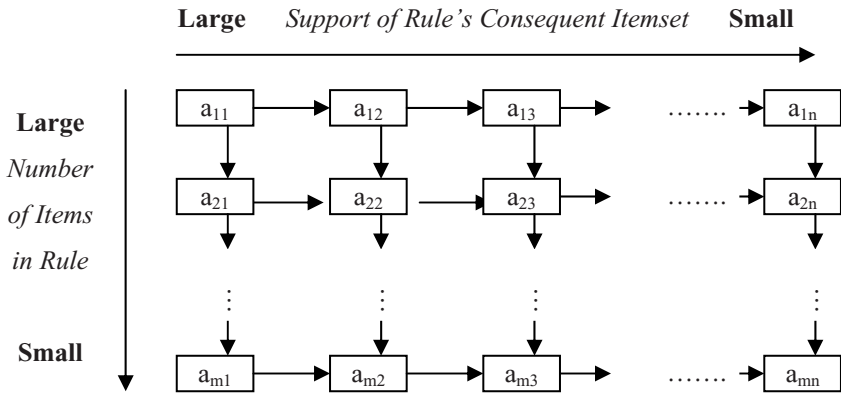 Large Support of Rule's Consequent Itemset Small
a₁₁ a₁₂ a₁₃ ……. a₁ₙ
Large
Number
of Items
in Rule
Small
a₂₁ a₂₂ a₂₃ ……. a₂ₙ
⋮ ⋮ ⋮ ⋮
aₘ₁ aₘ₂ aₘ₃ ……. aₘₙ